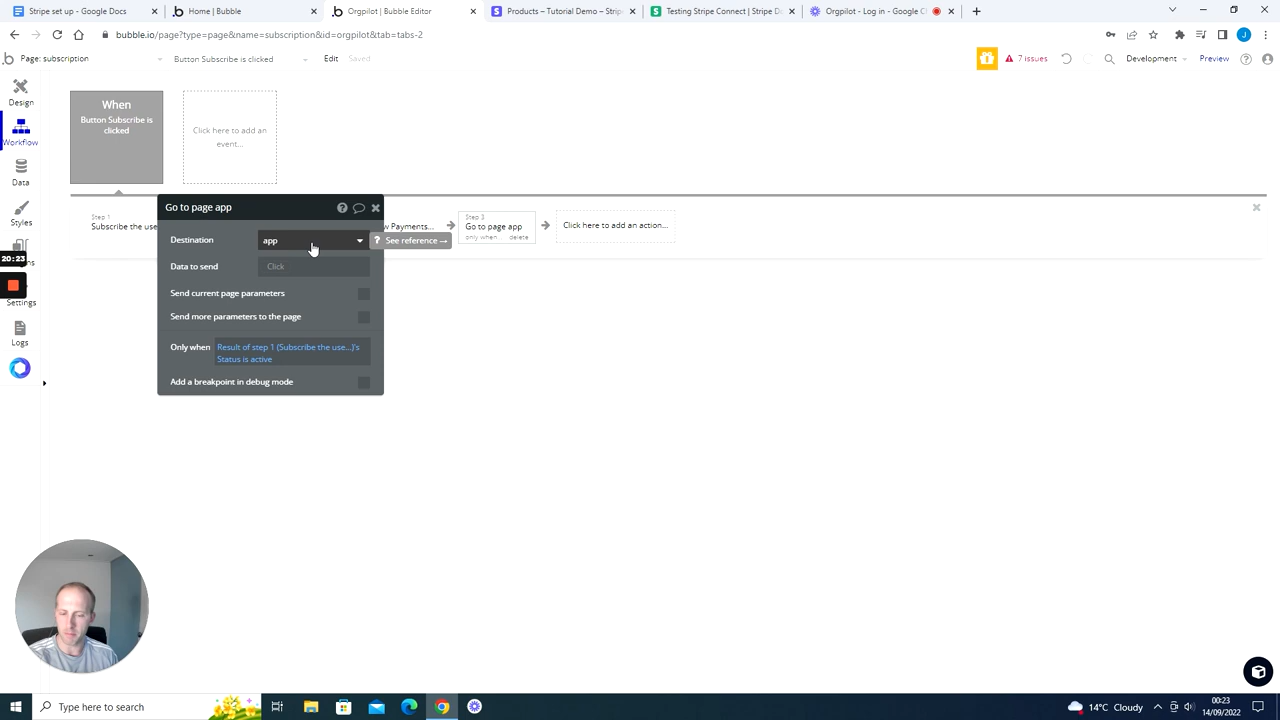 Stripe set up - Google Docs
Home | Bubble
Orgpilot | Bubble Editor
Products – Tutorial Demo – Stripe
Testing Stripe Connect | Stripe D
Orgpilot - Log in - Google C
bubble.io/page?type=page&name=subscription&id=orgpilot&tab=tabs-2
J
Page: subscription
Button Subscribe is clicked
Edit
Saved
7 issues
Development
Preview
Design
Workflow
Data
Styles
20:23
Settings
Logs
When
Button Subscribe is
clicked
Click here to add an
event...
Step 1
Subscribe the use
Payments...
Step 3
Go to page app
only when...
delete
Click here to add an action...
Go to page app
Destination
app
See reference →
Data to send
Click
Send current page parameters
Send more parameters to the page
Only when
Result of step 1 (Subscribe the use...)'s
Status is active
Add a breakpoint in debug mode
Type here to search
14°C Cloudy
00:23
14/09/2022